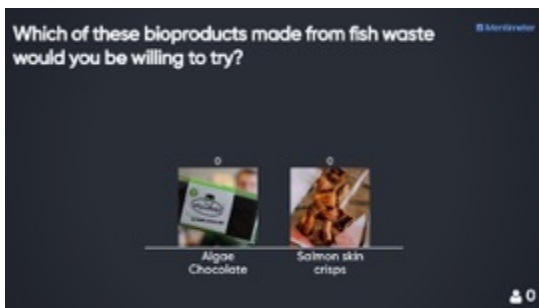 Which of these bioproducts made from fish waste
would you be willing to try?
Mentimeter
0
0
Algae
Chocolate
Salmon skin
crisps
0